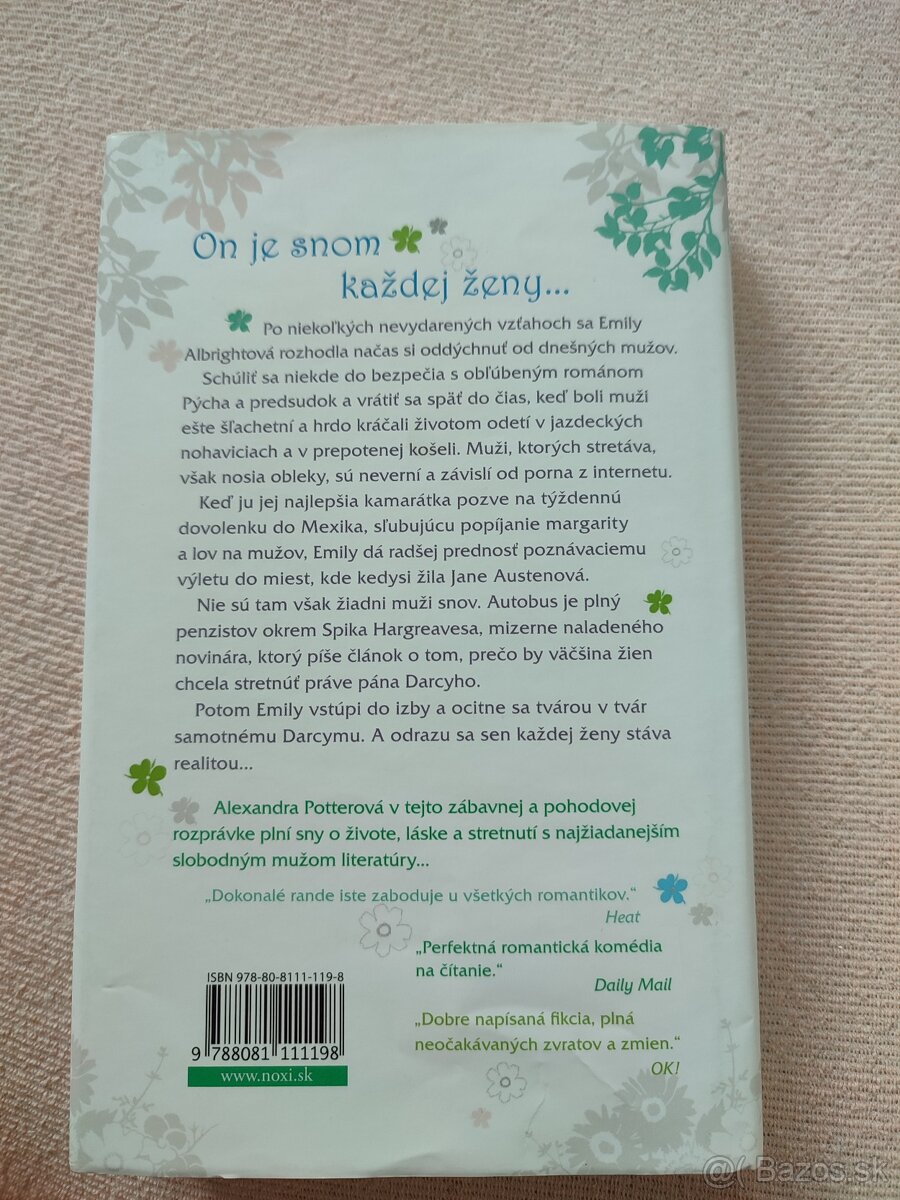 On je snom
každej ženy...
Po niekoľkých nevydarených vzťahoch sa Emily
Albrightová rozhodla načas si oddýchnuť od dnešných mužov.
Schúliť sa niekde do bezpečia s obľúbeným románom
Pýcha a predsudok a vrátiť sa späť do čias, keď boli muži
ešte šľachetní a hrdo kráčali životom odetí v jazdeckých
nohaviciach a v prepotenej košeli. Muži, ktorých stretáva,
však nosia obleky, sú neverní a závislí od porna z internetu.
Keď ju jej najlepšia kamarátka pozve na týždennú
dovolenku do Mexika, sľubujúcu popíjanie margarity
a lov na mužov, Emily dá radšej prednosť poznávaciemu
výletu do miest, kde kedysi žila Jane Austenová.
Nie sú tam však žiadni muži snov. Autobus je plný
penzistov okrem Spika Hargreavesa, mizerne naladeného
novinára, ktorý píše článok o tom, prečo by väčšina žien
chcela stretnúť práve pána Darcyho.
Potom Emily vstúpi do izby a ocitne sa tvárou v tvár
samotnému Darcymu. A odrazu sa sen každej ženy stáva
realitou...
Alexandra Potterová v tejto zábavnej a pohodovej
rozprávke plní sny o živote, láske a stretnutí s najžiadanejším
slobodným mužom literatúry...
„Dokonalé rande iste zaboduje u všetkých romantikov.“
Heat
„Perfektná romantická komédia
na čítanie.“
Daily Mail
„Dobre napísaná fikcia, plná
neočakávaných zvratov a zmien.“
OK!
ISBN 978-80-8111-119-8
9 788081 111198
www.noxi.sk
@( Bazos.sk